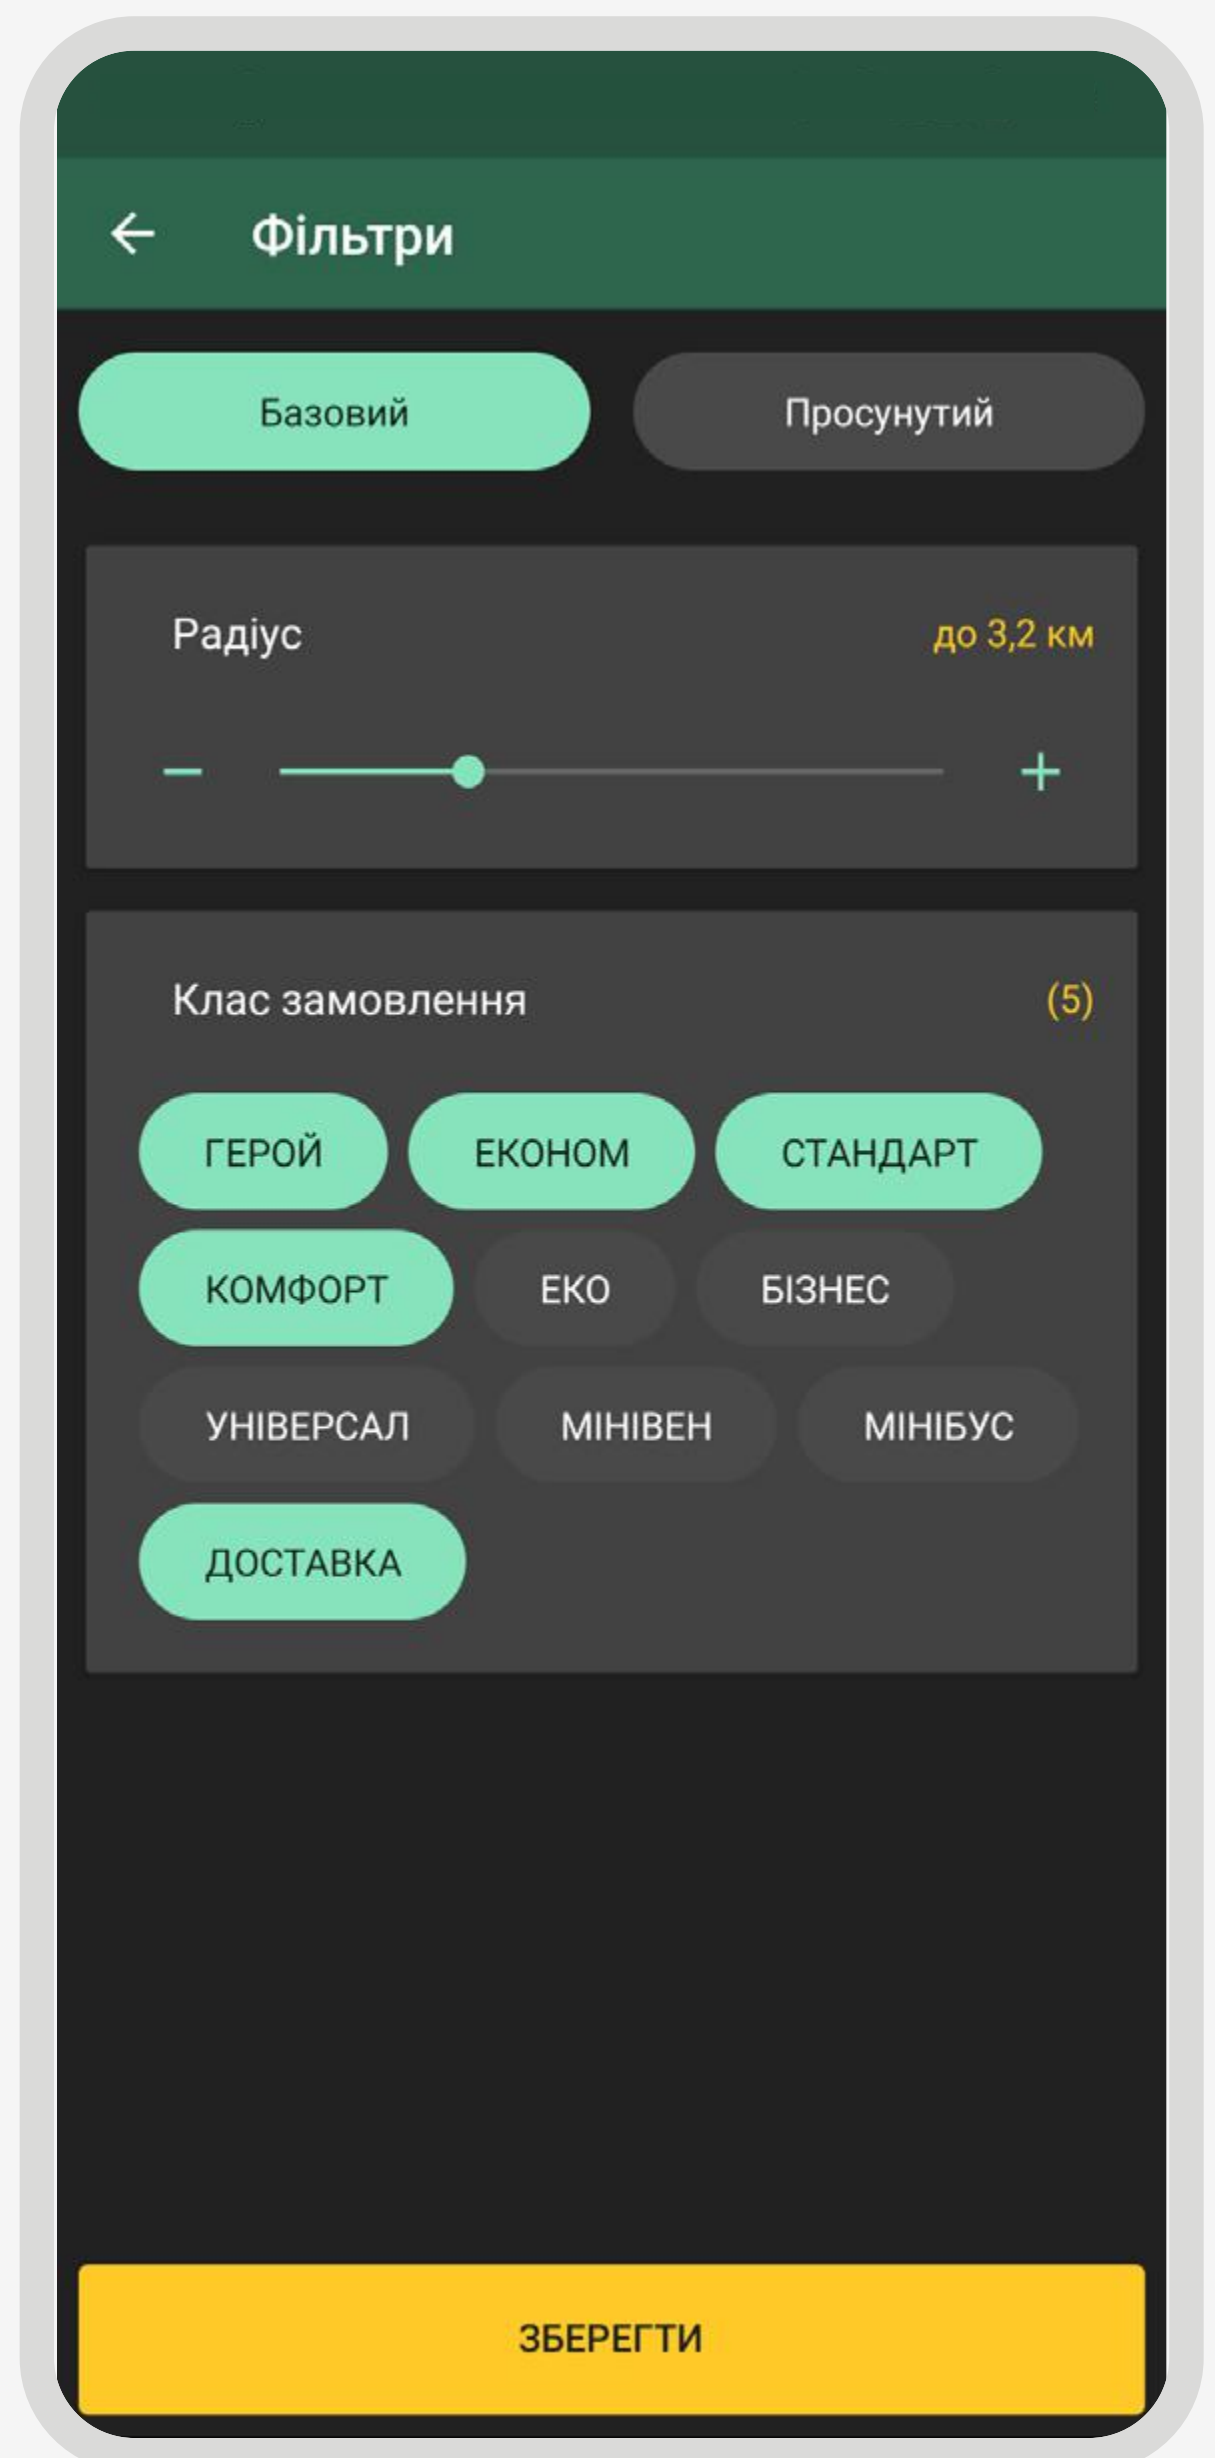 Фільтри
Базовий Просунутий
Радіус до 3,2 км
Клас замовлення (5)
ГЕРОЙ ЕКОНОМ СТАНДАРТ
КОМФОРТ ЕКО БІЗНЕС
УНІВЕРСАЛ МІНІВЕН МІНІБУС
ДОСТАВКА
ЗБЕРЕГТИ